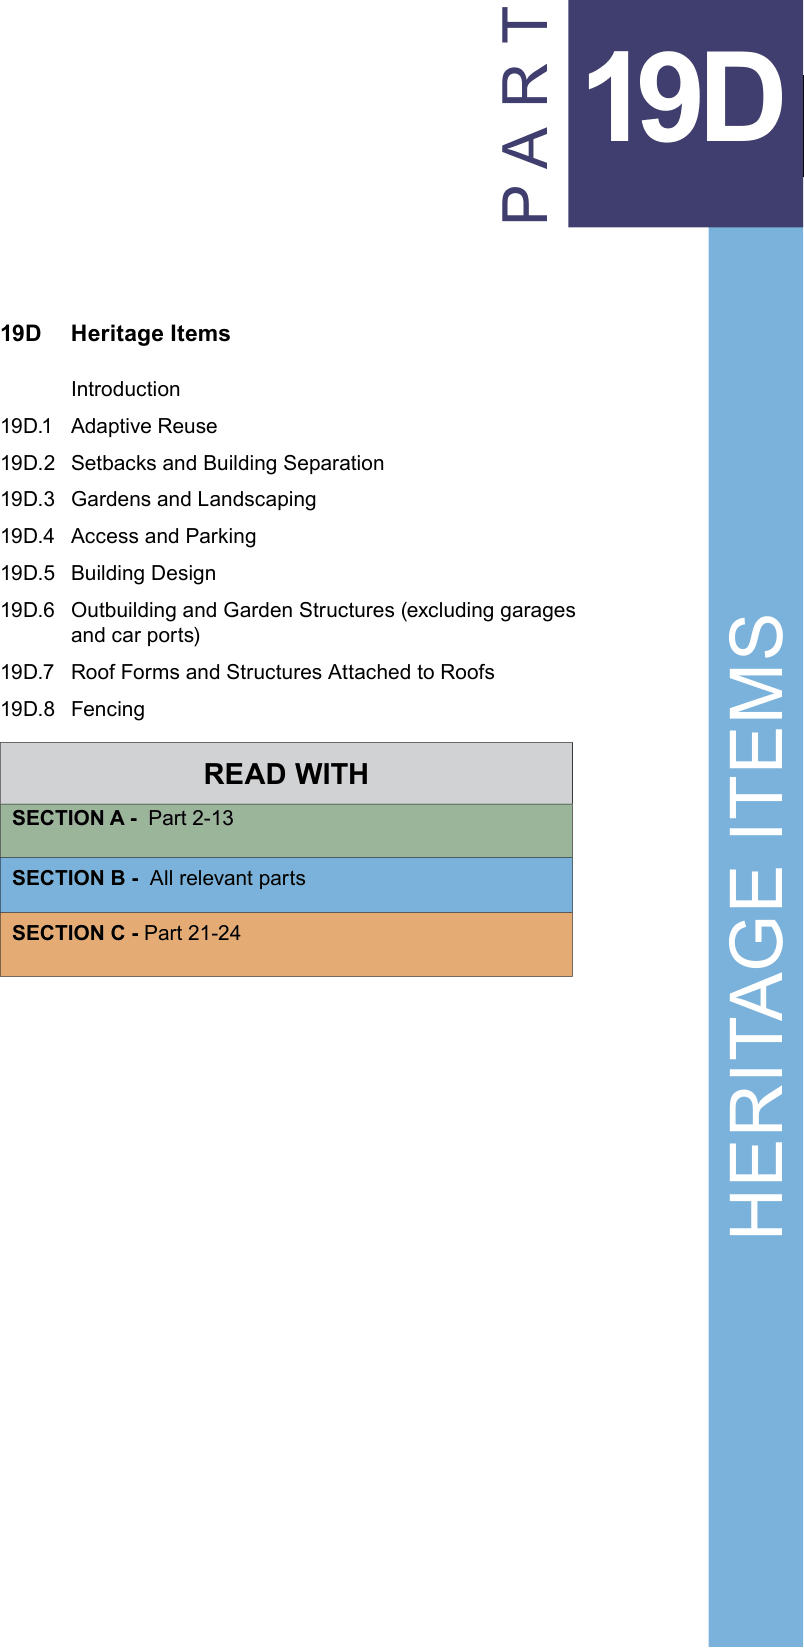 PART
19D
19D Heritage Items
Introduction
19D.1 Adaptive Reuse
19D.2 Setbacks and Building Separation
19D.3 Gardens and Landscaping
19D.4 Access and Parking
19D.5 Building Design
19D.6 Outbuilding and Garden Structures (excluding garages
and car ports)
19D.7 Roof Forms and Structures Attached to Roofs
19D.8 Fencing
READ WITH
SECTION A - Part 2-13
SECTION B - All relevant parts
SECTION C - Part 21-24
HERITAGE ITEMS